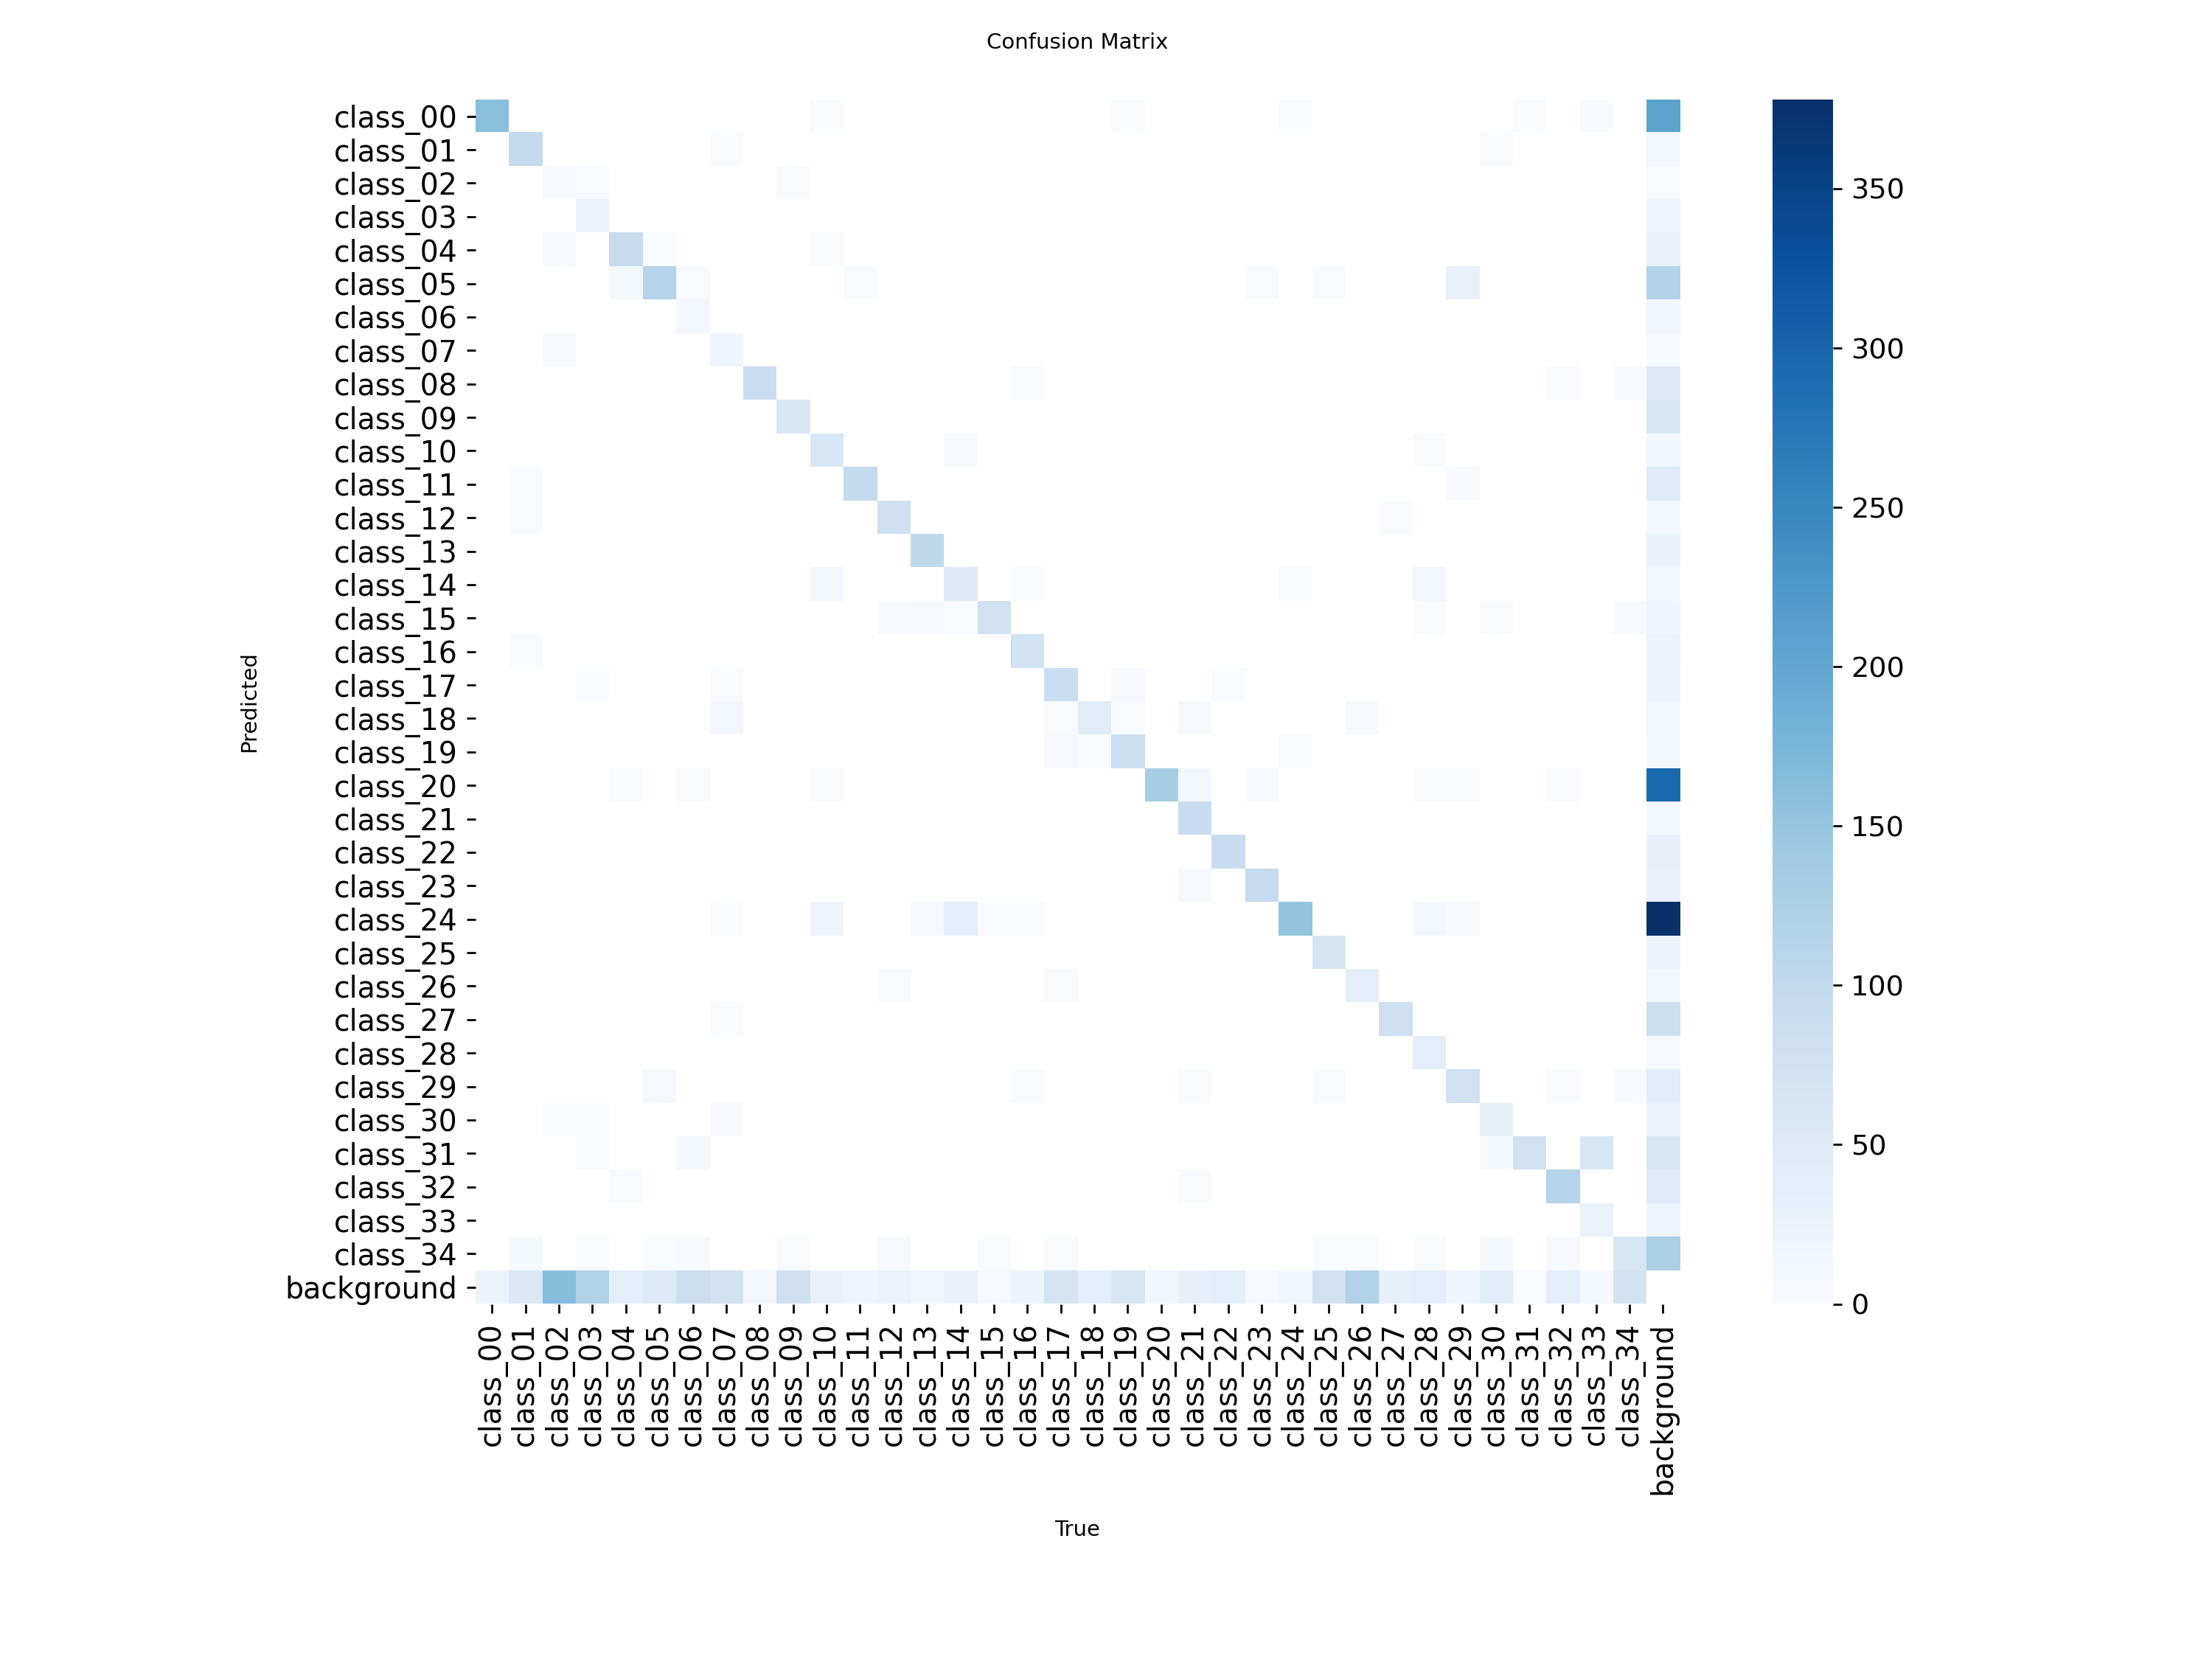 Confusion Matrix
class_00
class_01
class_02
class_03
class_04
class_05
class_06
class_07
class_08
class_09
class_10
class_11
class_12
class_13
class_14
class_15
class_16
class_17
class_18
class_19
class_20
class_21
class_22
class_23
class_24
class_25
class_26
class_27
class_28
class_29
class_30
class_31
class_32
class_33
class_34
background
Predicted
class_00
class_01
class_02
class_03
class_04
class_05
class_06
class_07
class_08
class_09
class_10
class_11
class_12
class_13
class_14
class_15
class_16
class_17
class_18
class_19
class_20
class_21
class_22
class_23
class_24
class_25
class_26
class_27
class_28
class_29
class_30
class_31
class_32
class_33
class_34
background
True
350
300
250
200
150
100
50
0